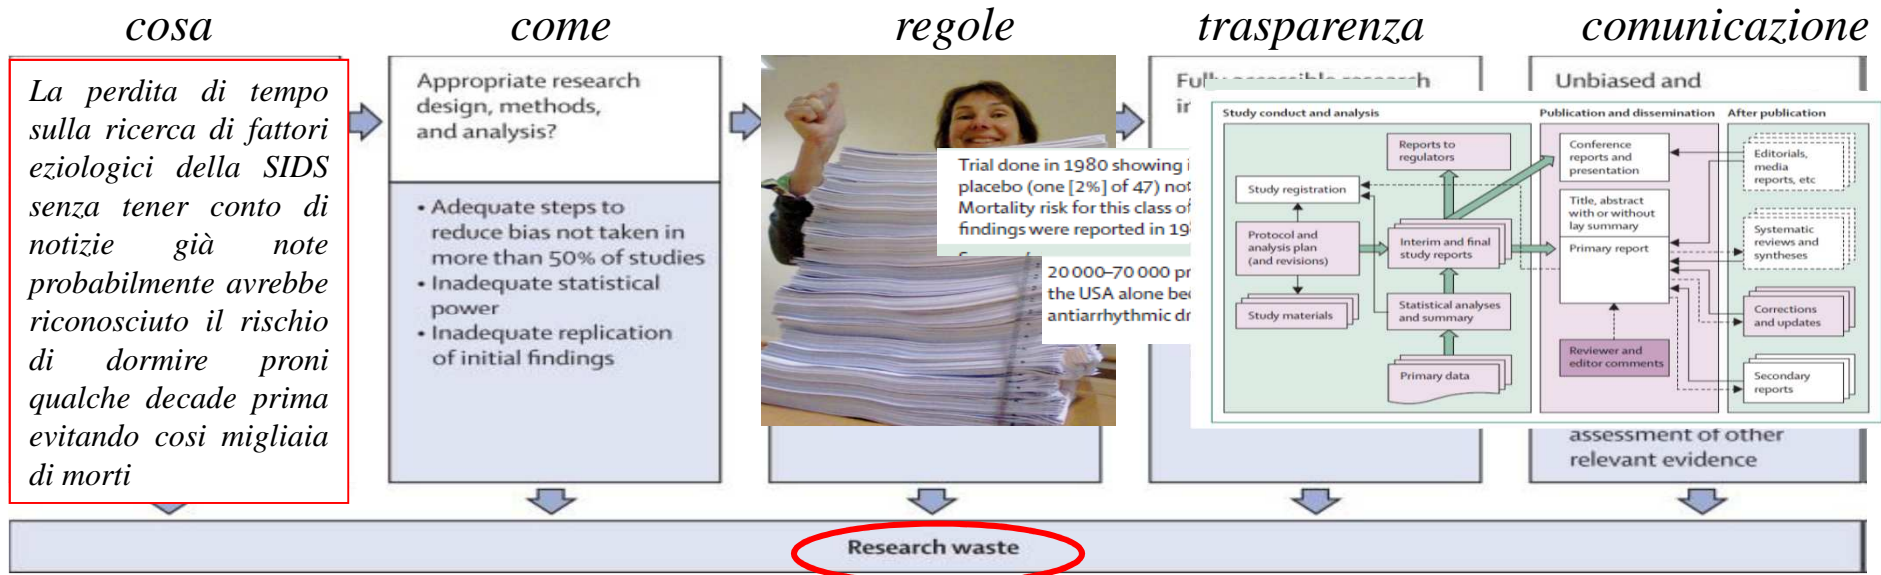 cosa
come
regole
trasparenza
comunicazione
La perdita di tempo
sulla ricerca di fattori
eziologici della SIDS
senza tener conto di
notizie già note
probabilmente avrebbe
riconosciuto il rischio
di dormire proni
qualche decade prima
evitando cosi migliaia
di morti
Appropriate research
design, methods,
and analysis?
• Adequate steps to
reduce bias not taken in
more than 50% of studies
• Inadequate statistical
power
• Inadequate replication
of initial findings
Trial done in 1980 showing i
placebo (one [2%] of 47) not
Mortality risk for this class of
findings were reported in 19
20 000–70 000 pr
the USA alone bec
antiarrhythmic dr
Fully accessible research
in
Unbiased and
Study conduct and analysis
Reports to
regulators
Study registration
Protocol and
analysis plan
(and revisions)
Interim and final
study reports
Study materials
Statistical analyses
and summary
Primary data
Publication and dissemination
Conference
reports and
presentation
Title, abstract
with or without
lay summary
Primary report
Reviewer and
editor comments
After publication
Editorials,
media
reports, etc
Systematic
reviews and
syntheses
Corrections
and updates
Secondary
reports
assessment of other
relevant evidence
Research waste